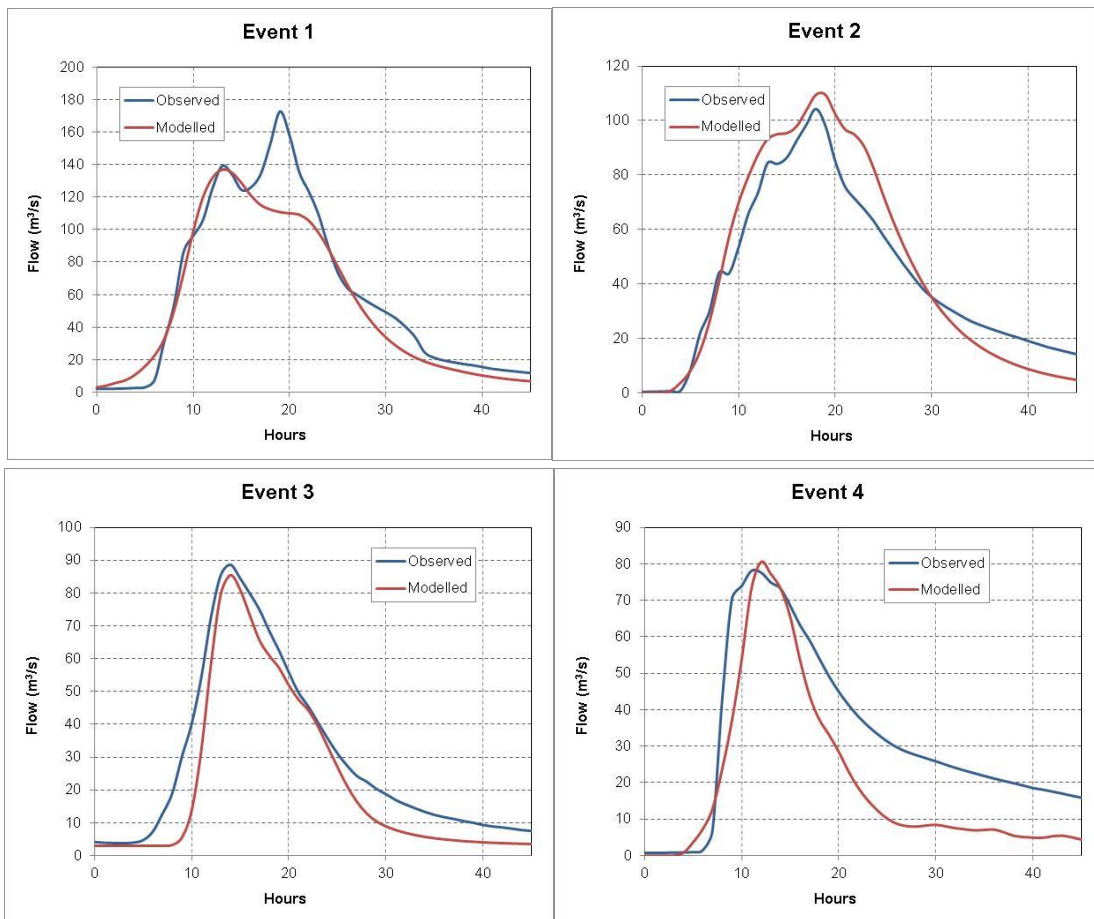 Event 1
Flow (m³/s)
200
180
160
140
120
100
80
60
40
20
0
Observed
Modelled
0 10 20 30 40
Hours
Event 2
Flow (m³/s)
120
100
80
60
40
20
0
Observed
Modelled
0 10 20 30 40
Hours
Event 3
Flow (m³/s)
100
90
80
70
60
50
40
30
20
10
0
Observed
Modelled
0 10 20 30 40
Hours
Event 4
Flow (m³/s)
90
80
70
60
50
40
30
20
10
0
Observed
Modelled
0 10 20 30 40
Hours